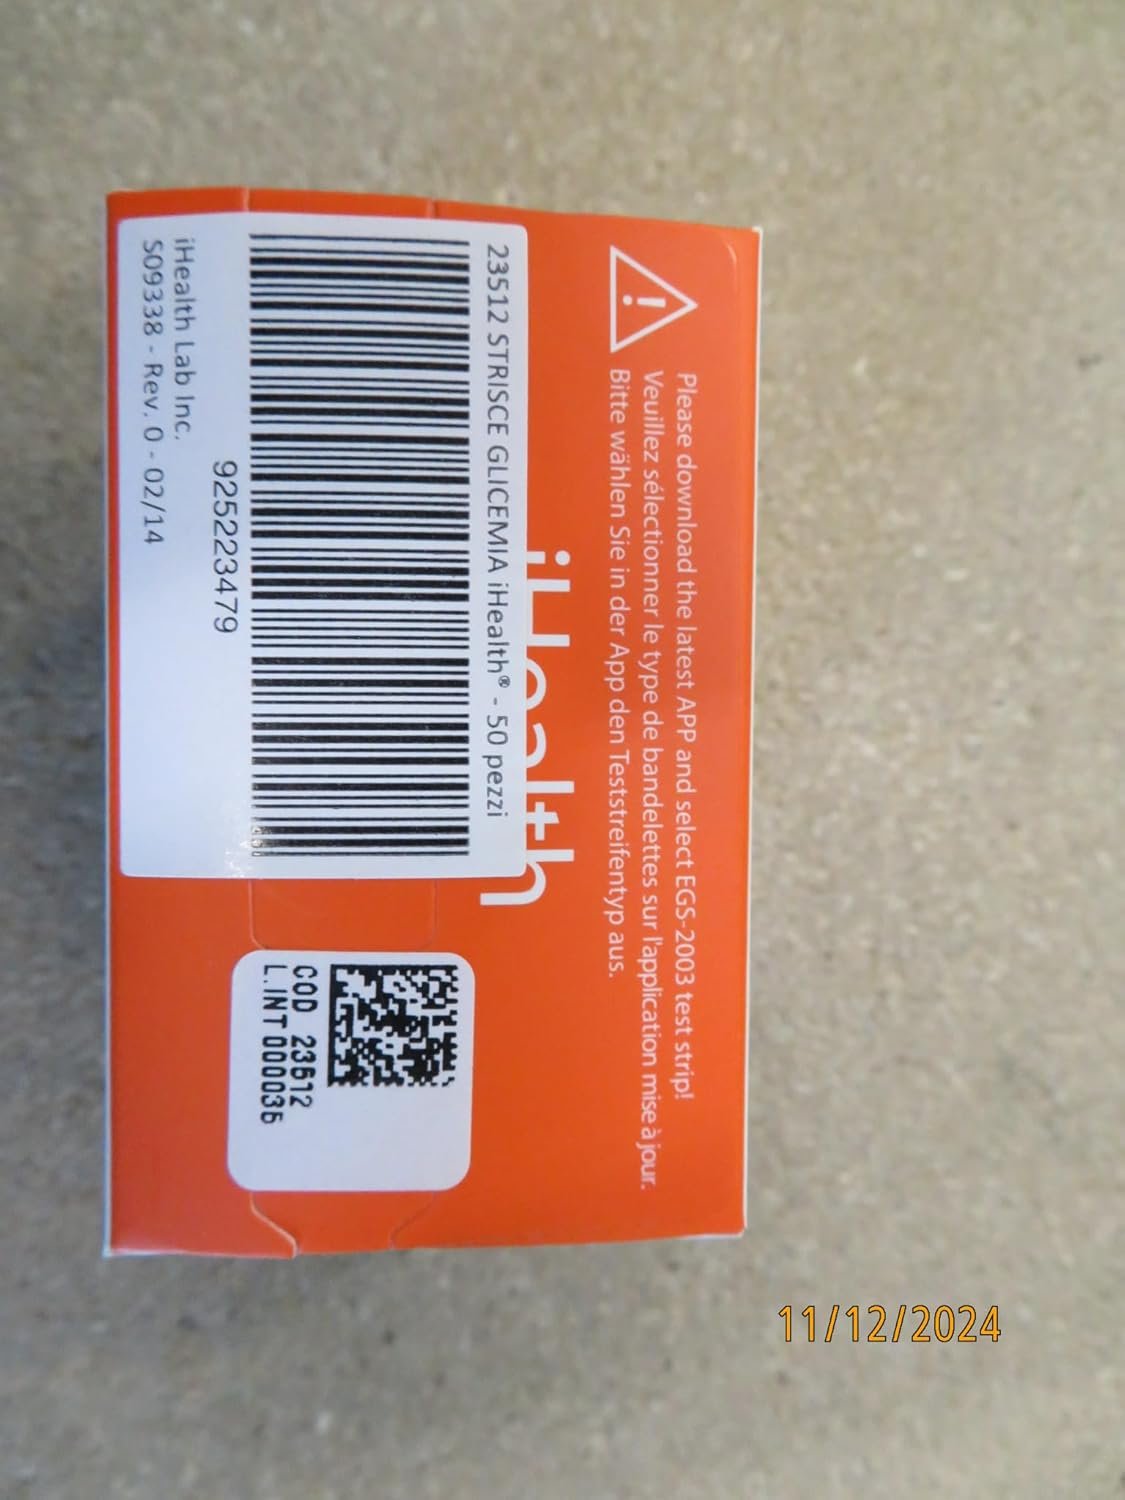 Please download the latest APP and select EGS-2003 test strip!
Veuillez sélectionner le type de bandelettes sur l'application mise à jour.
Bitte wählen Sie in der App den Teststreifentyp aus.
iHealth
23512 STRISCE GLICEMIA iHealth® - 50 pezzi
925223479
iHealth Lab Inc.
S09338 - Rev. 0 - 02/14
COD 23512
L.INT 000036
11/12/2024